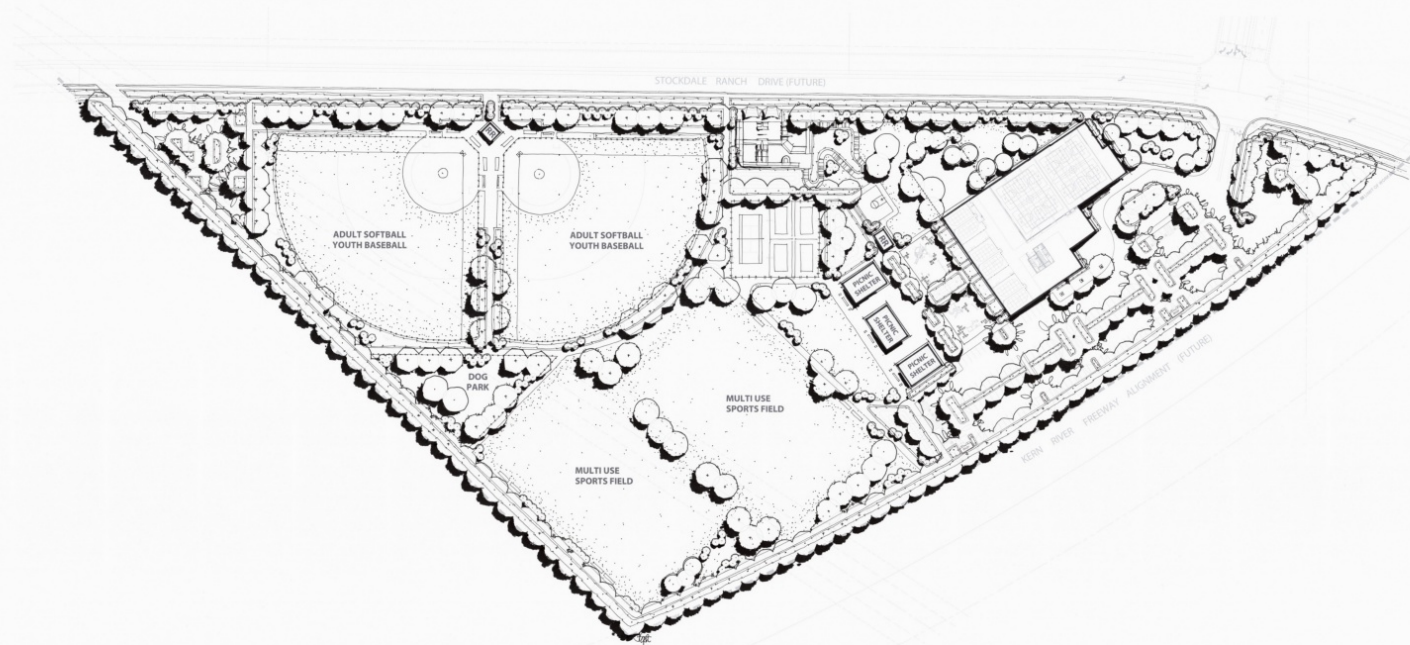 STOCKDALE RANCH DRIVE (FUTURE)
ADULT SOFTBALL
YOUTH BASEBALL
ADULT SOFTBALL
YOUTH BASEBALL
PICNIC
SHELTER
PICNIC
SHELTER
PICNIC
SHELTER
DOG
PARK
MULTI USE
SPORTS FIELD
MULTI USE
SPORTS FIELD
KERN RIVER FREEWAY ALIGNMENT (FUTURE)